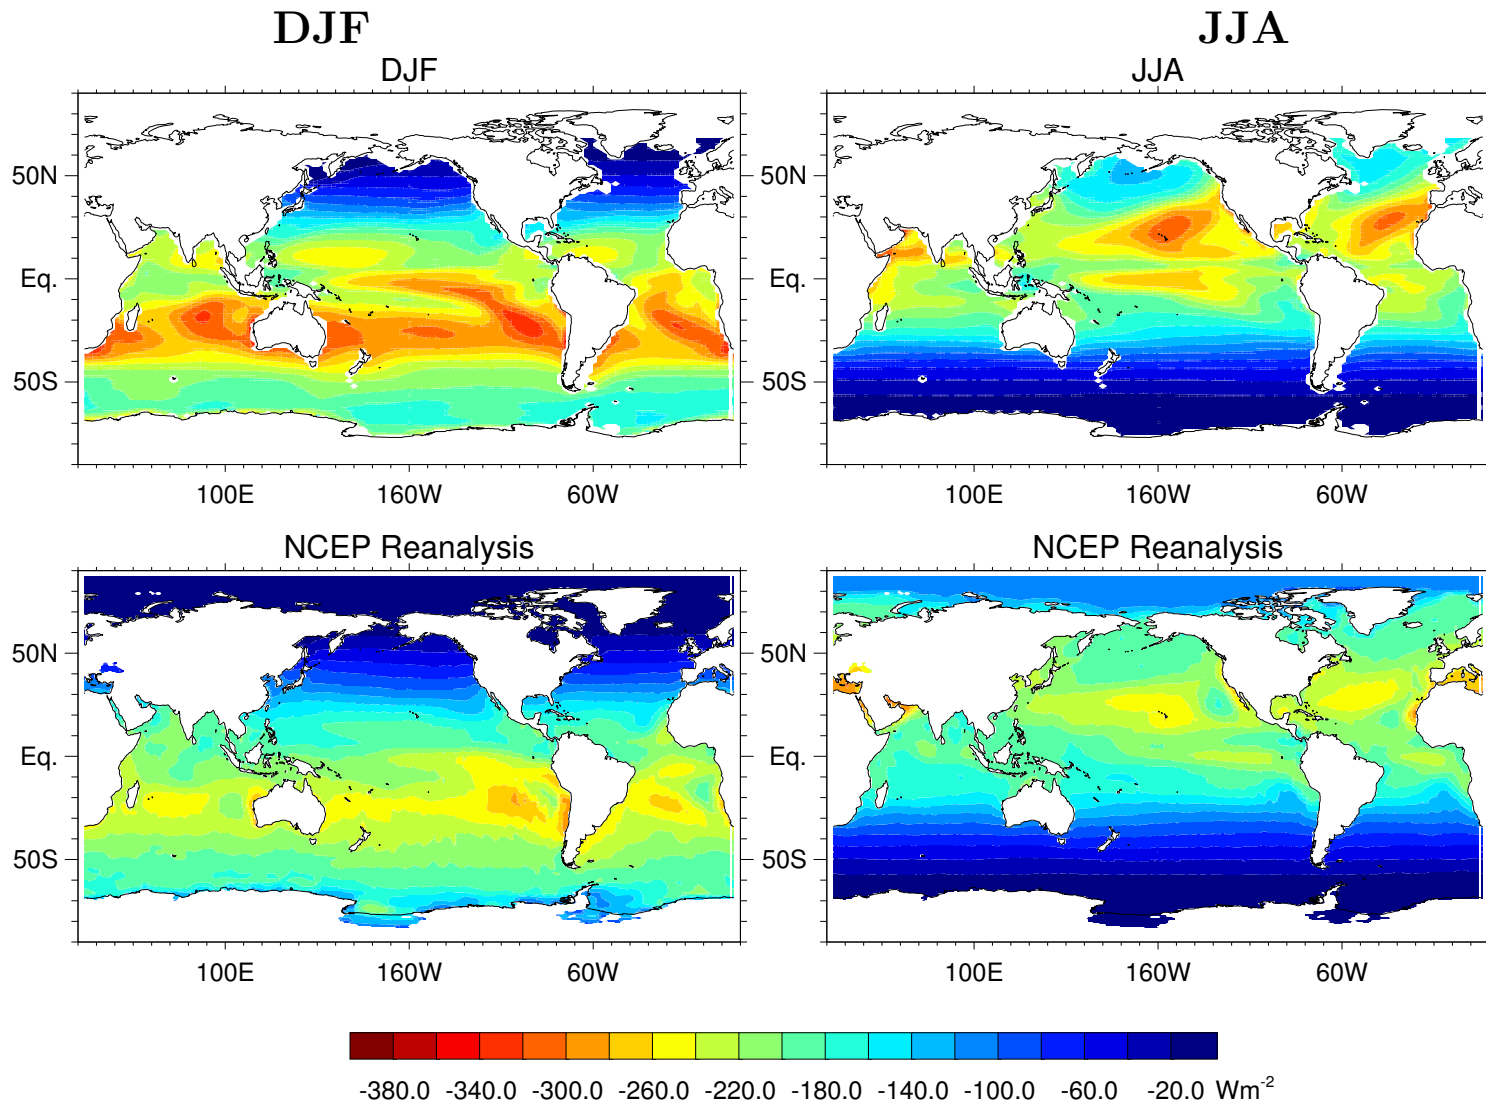 DJF JJA
DJF JJA
50N 50N
Eq. Eq.
50S 50S
100E 160W 60W 100E 160W 60W
NCEP Reanalysis NCEP Reanalysis
50N 50N
Eq. Eq.
50S 50S
100E 160W 60W 100E 160W 60W
-380.0 -340.0 -300.0 -260.0 -220.0 -180.0 -140.0 -100.0 -60.0 -20.0 Wm⁻²